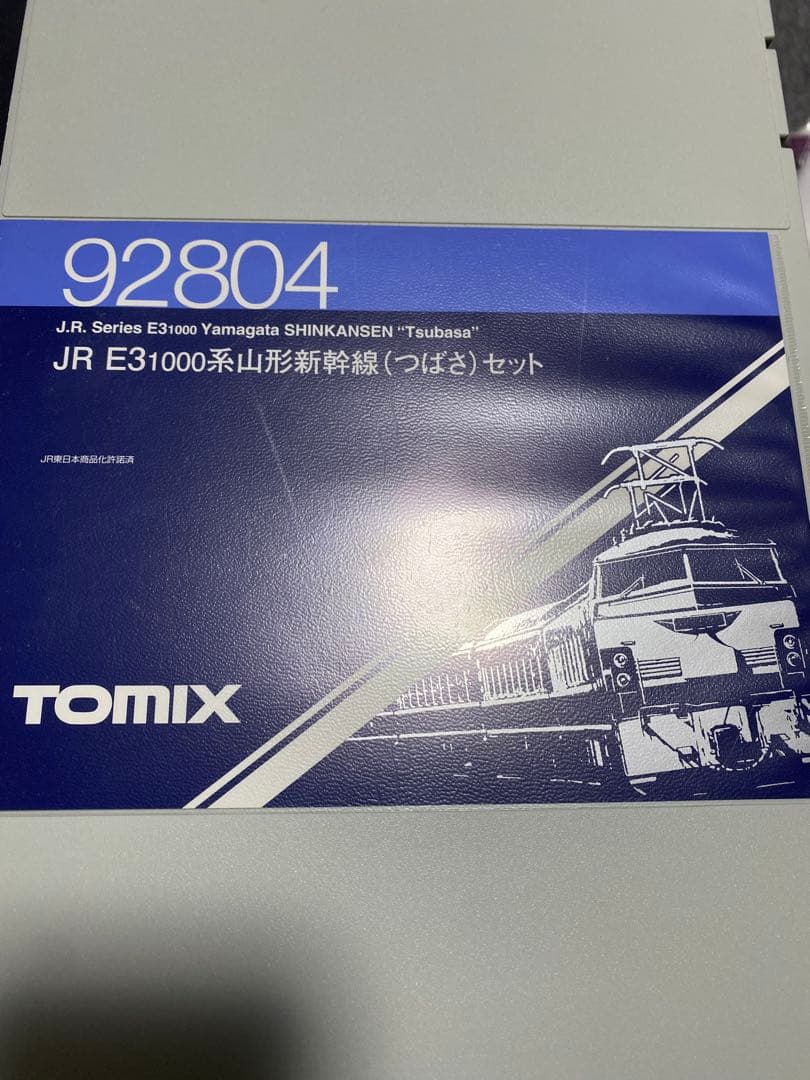 92804
J.R. Series E31000 Yamagata SHINKANSEN "Tsubasa"
JR E31000系山形新幹線(つばさ)セット
JR東日本商品化許諾済
TOMIX